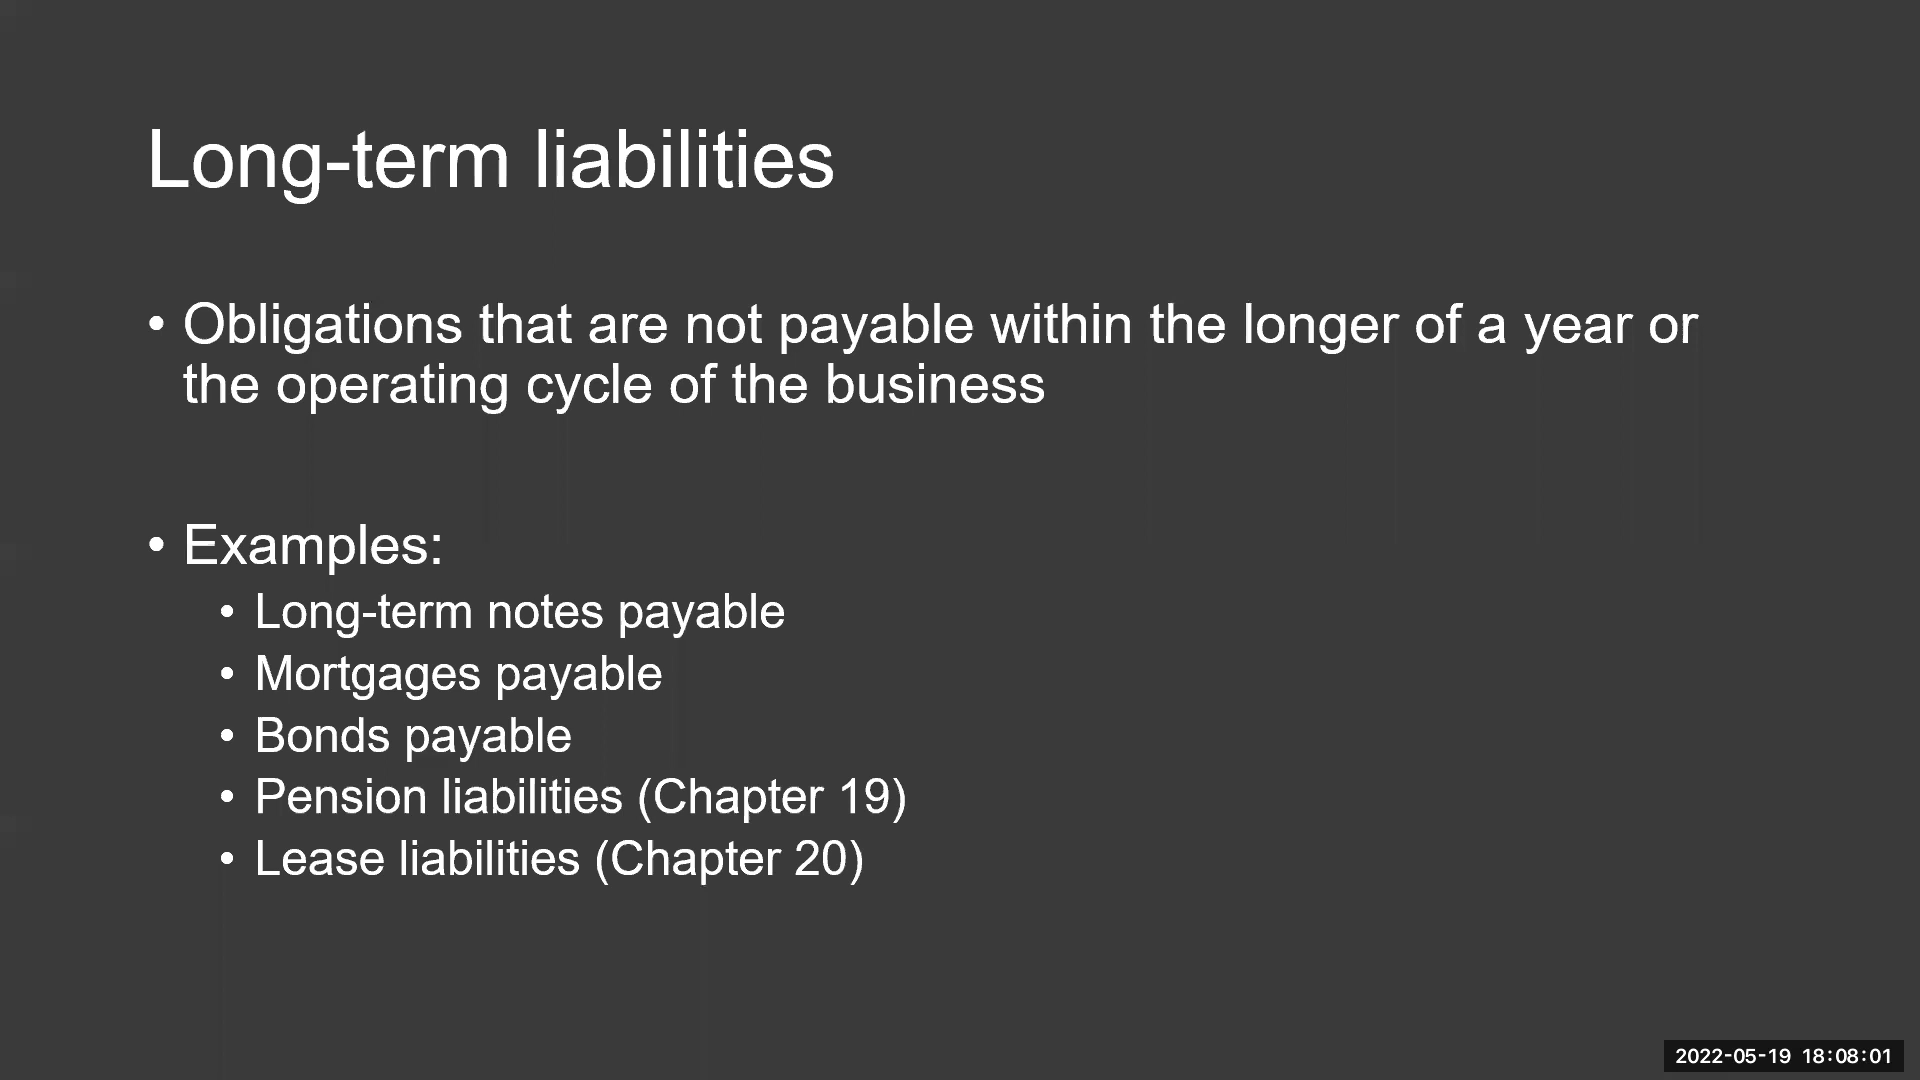 Long-term liabilities
• Obligations that are not payable within the longer of a year or
the operating cycle of the business
• Examples:
• Long-term notes payable
• Mortgages payable
• Bonds payable
• Pension liabilities (Chapter 19)
• Lease liabilities (Chapter 20)
2022-05-19 18:08:01